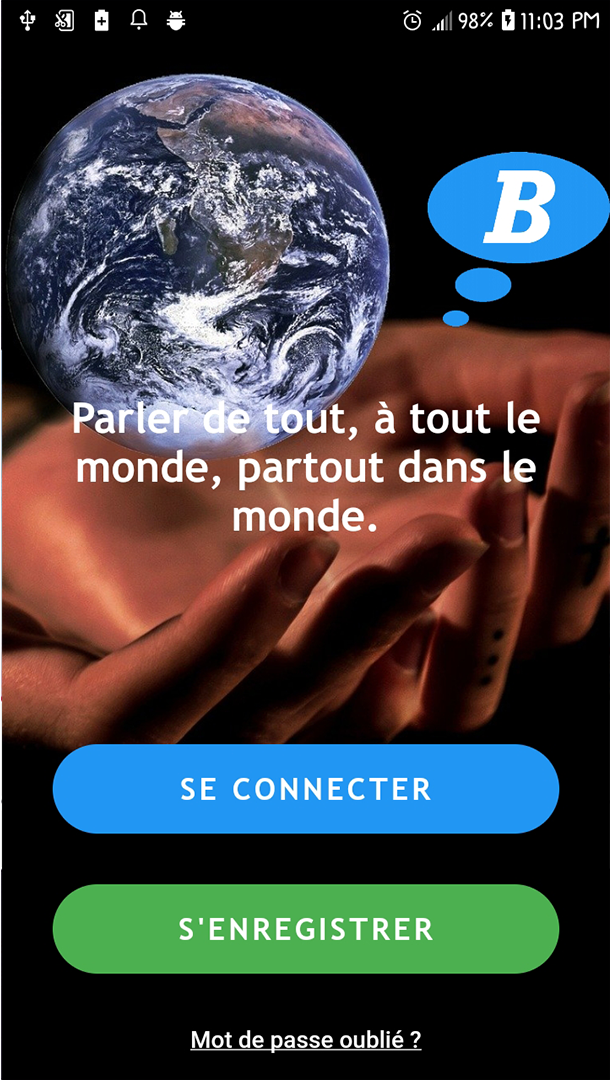 98% 11:03 PM
B
Parler de tout, à tout le
monde, partout dans le
monde.
SE CONNECTER
S'ENREGISTRER
Mot de passe oublié ?